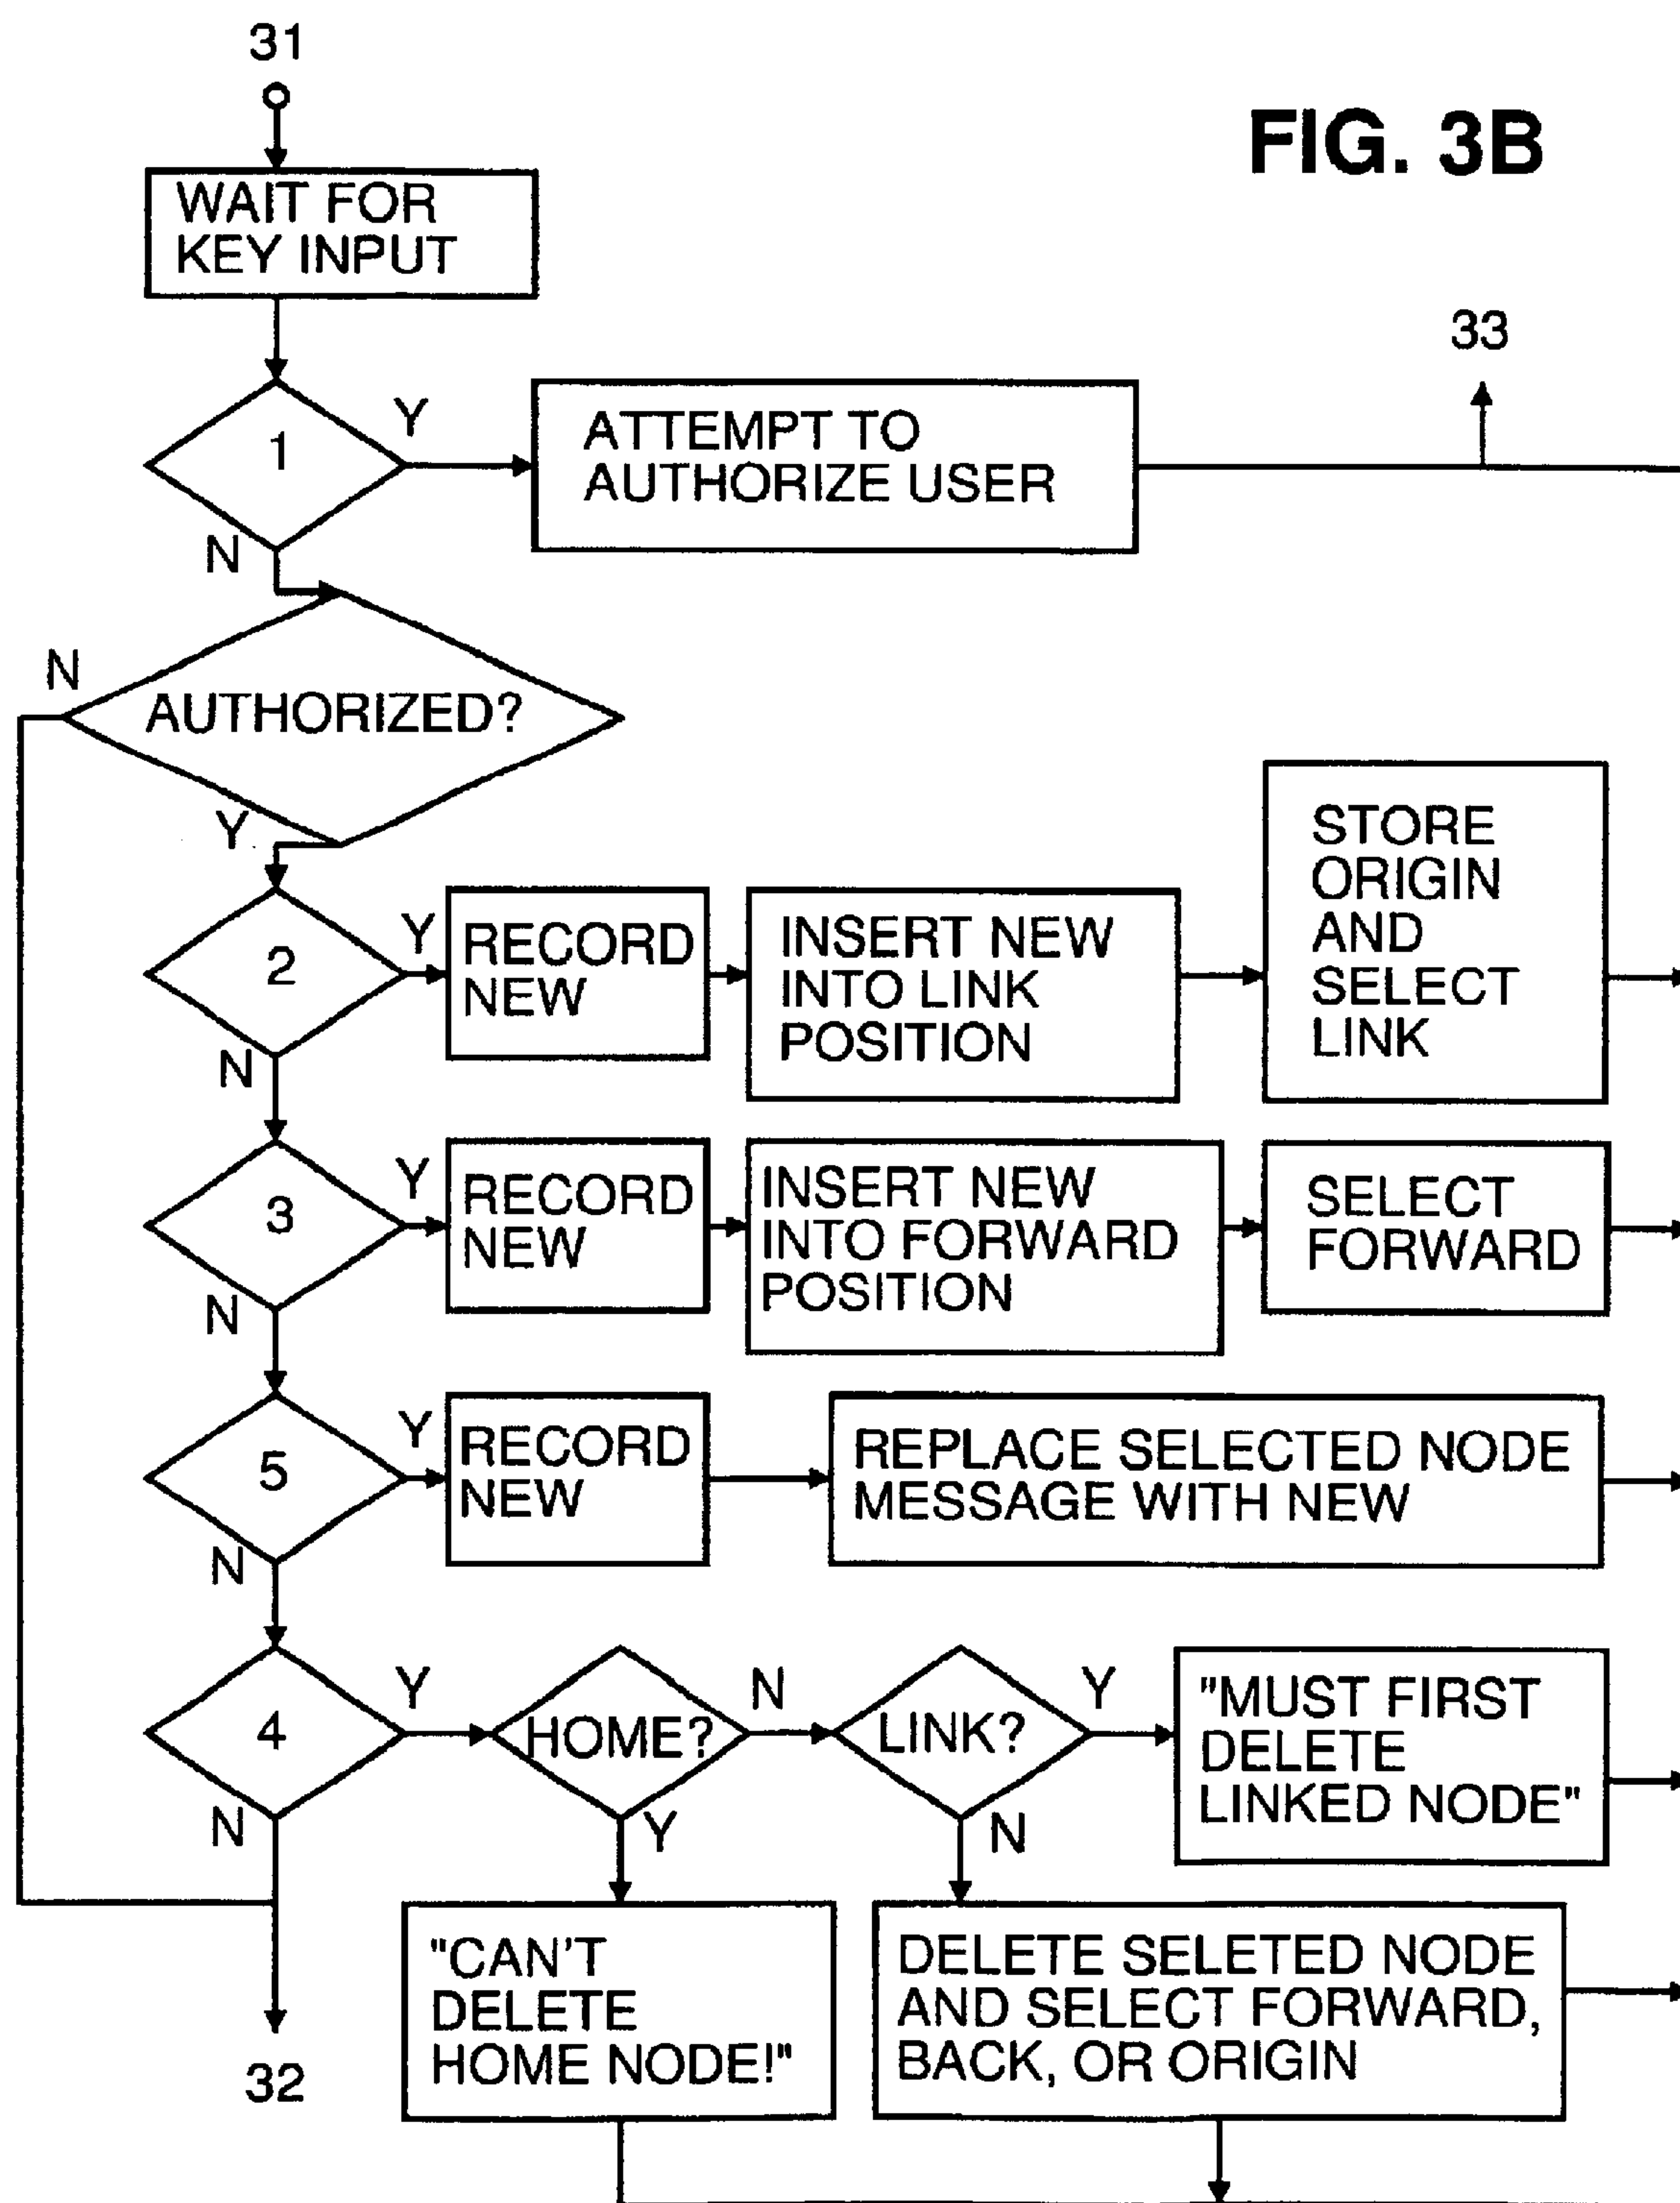 31
FIG. 3B
WAIT FOR
KEY INPUT
33
1
Y
ATTEMPT TO
AUTHORIZE USER
N
N
AUTHORIZED?
Y
2
Y
RECORD
NEW
INSERT NEW
INTO LINK
POSITION
STORE
ORIGIN
AND
SELECT
LINK
N
3
Y
RECORD
NEW
INSERT NEW
INTO FORWARD
POSITION
SELECT
FORWARD
N
5
Y
RECORD
NEW
REPLACE SELECTED NODE
MESSAGE WITH NEW
N
4
Y
HOME?
N
LINK?
Y
"MUST FIRST
DELETE
LINKED NODE"
N
Y
N
"CAN'T
DELETE
HOME NODE!"
DELETE SELETED NODE
AND SELECT FORWARD,
BACK, OR ORIGIN
32